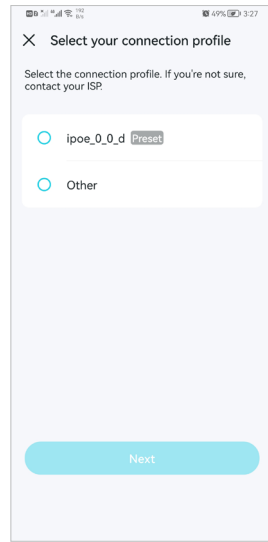 192
B/s
49%
3:27
Select your connection profile
Select the connection profile. If you're not sure,
contact your ISP.
ipoe_0_0_d Preset
Other
Next